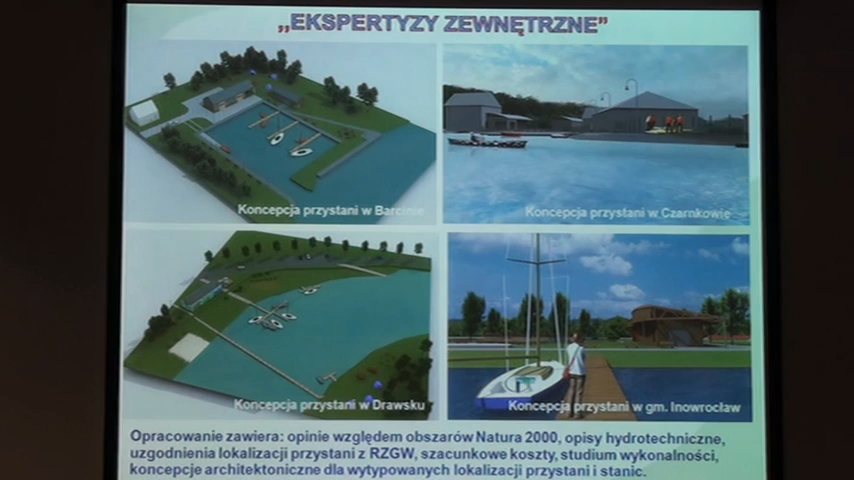 „EKSPERTYZY ZEWNĘTRZNE”
Koncepcja przystani w Barcinie
Koncepcja przystani w Czarnkowie
Koncepcja przystani w Drawsku
Koncepcja przystani w gm. Inowrocław
Opracowanie zawiera: opinie względem obszarów Natura 2000, opisy hydrotechniczne,
uzgodnienia lokalizacji przystani z RZGW, szacunkowe koszty, studium wykonalności,
koncepcje architektoniczne dla wytypowanych lokalizacji przystani i stanic.